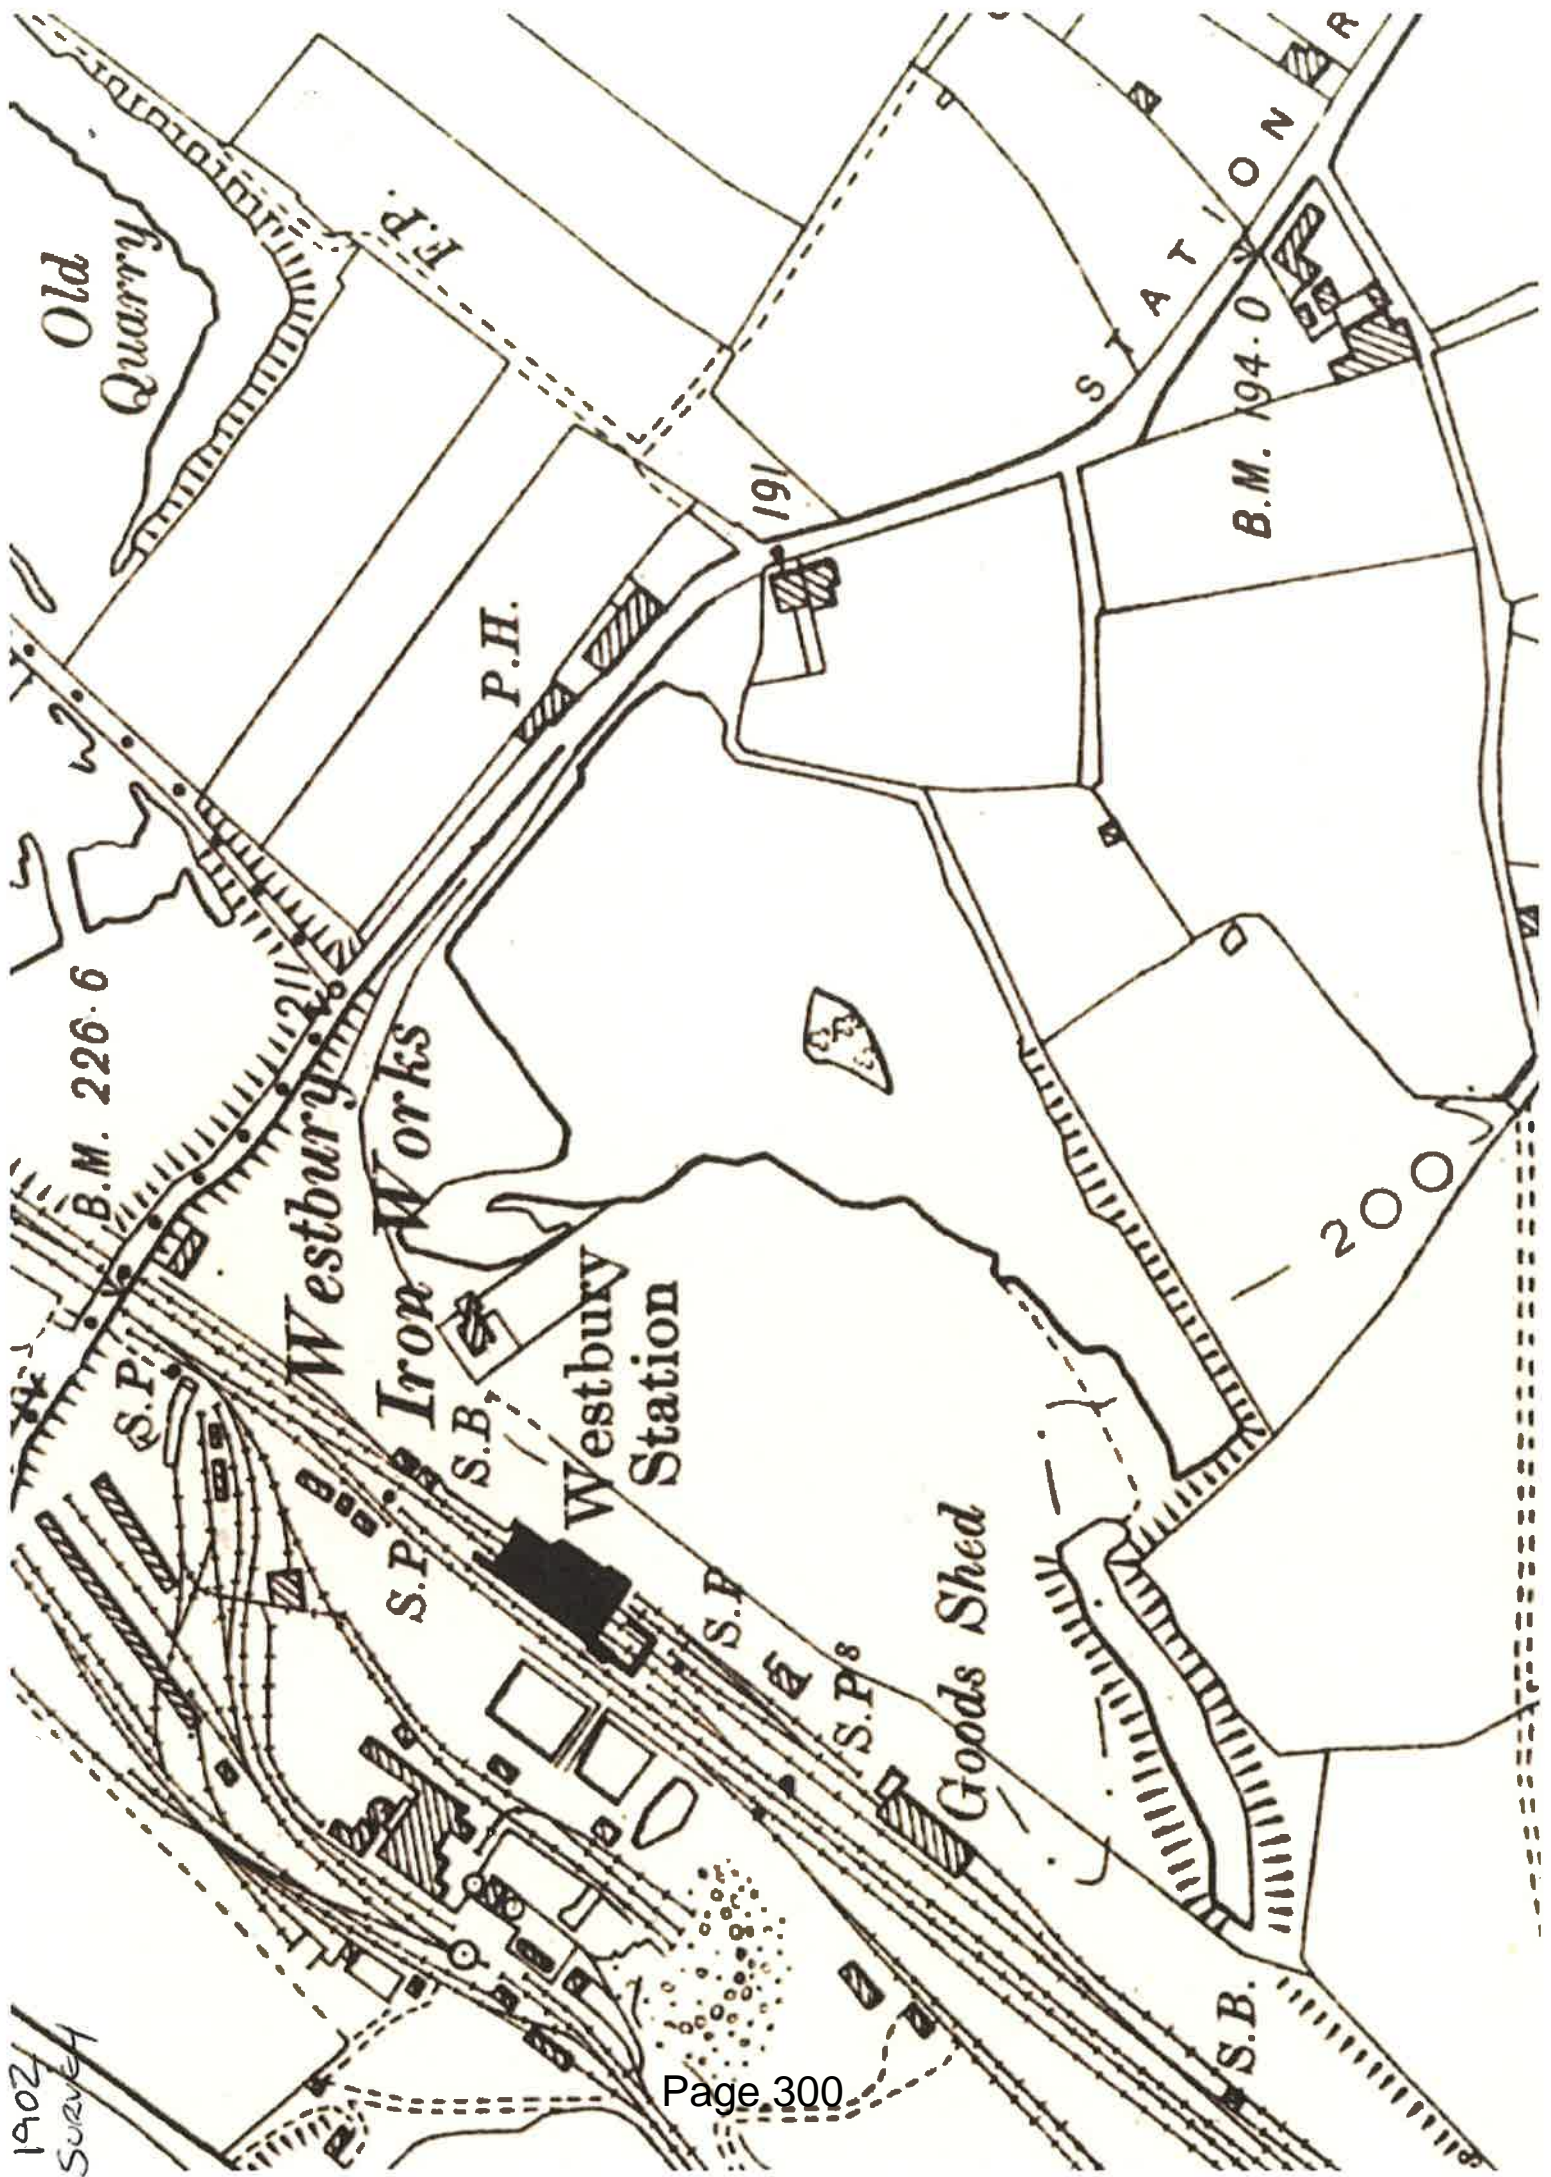 Old
Quarry
F.P.
STATION R
191
B.M. 194·0
P.H.
B.M. 226·6
211
Westbury
Iron Works
Westbury
Station
S.P.
S.B.
S.P.
S.P.
S.Ps
Goods Shed
200
S.B.
1902
SURVEY
Page 300